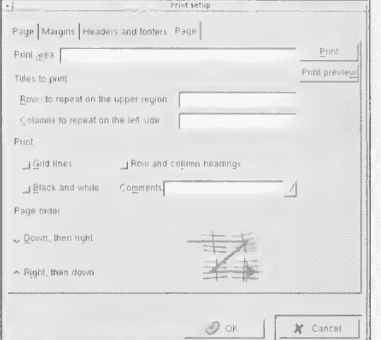 Print setup
Page Margins Headers and footers Page
Print area Print
Print preview
Titles to print
Rows to repeat on the upper region
Columns to repeat on the left side
Print
Grid lines Row and column headings
Black and white Comments
Page order
Down, then right
Right, then down
OK Cancel